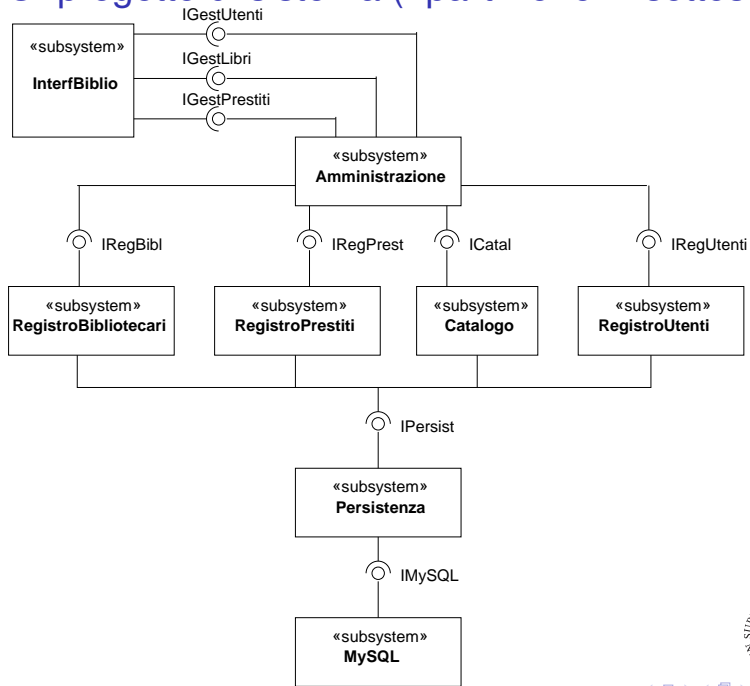 IGestUtenti
«subsystem»
InterfBiblio
IGestLibri
IGestPrestiti
«subsystem»
Amministrazione
IRegBibl
IRegPrest
ICatal
IRegUtenti
«subsystem»
RegistroBibliotecari
«subsystem»
RegistroPrestiti
«subsystem»
Catalogo
«subsystem»
RegistroUtenti
IPersist
«subsystem»
Persistenza
IMySQL
«subsystem»
MySQL